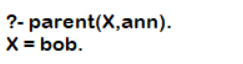 ?- parent(X,ann).
X = bob.